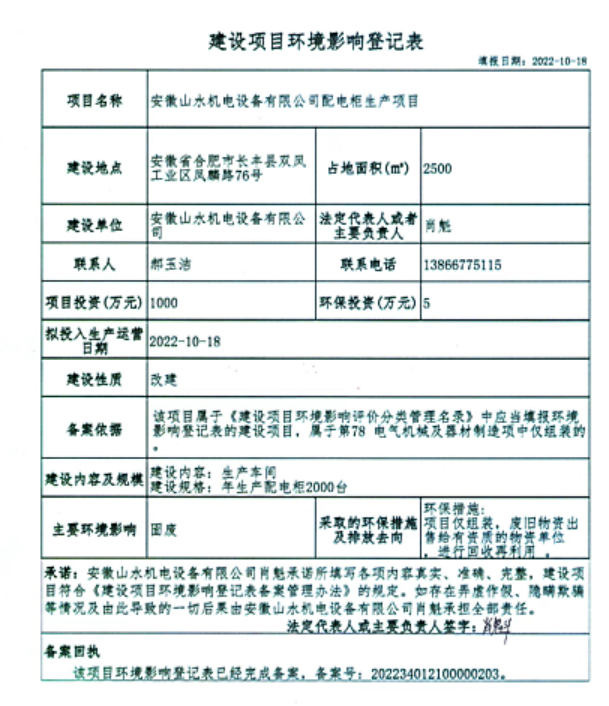 建设项目环境影响登记表
填报日期：2022-10-18
项目名称 安徽山水机电设备有限公司配电柜生产项目
建设地点 安徽省合肥市长丰县双凤
工业区凤麟路76号 占地面积(㎡) 2500
建设单位 安徽山水机电设备有限公
司 法定代表人或者
主要负责人 肖魁
联系人 郝玉洁 联系电话 13866775115
项目投资(万元) 1000 环保投资(万元) 5
拟投入生产运营
日期 2022-10-18
建设性质 改建
备案依据 该项目属于《建设项目环境影响评价分类管理名录》中应当填报环境
影响登记表的建设项目，属于第78 电气机械及器材制造项中仅组装的
。
建设内容及规模 建设内容：生产车间
建设规格：年生产配电柜2000台
主要环境影响 固废 采取的环保措施
及排放去向 环保措施：
项目仅组装，废旧物资出
售给有资质的物资单位
，进行回收再利用 。
承诺：安徽山水机电设备有限公司肖魁承诺所填写各项内容真实、准确、完整，建设项
目符合《建设项目环境影响登记表备案管理办法》的规定。如存在弄虚作假、隐瞒欺骗
等情况及由此导致的一切后果由安徽山水机电设备有限公司肖魁承担全部责任。
法定代表人或主要负责人签字：肖魁
备案回执
该项目环境影响登记表已经完成备案，备案号：202234012100000203。